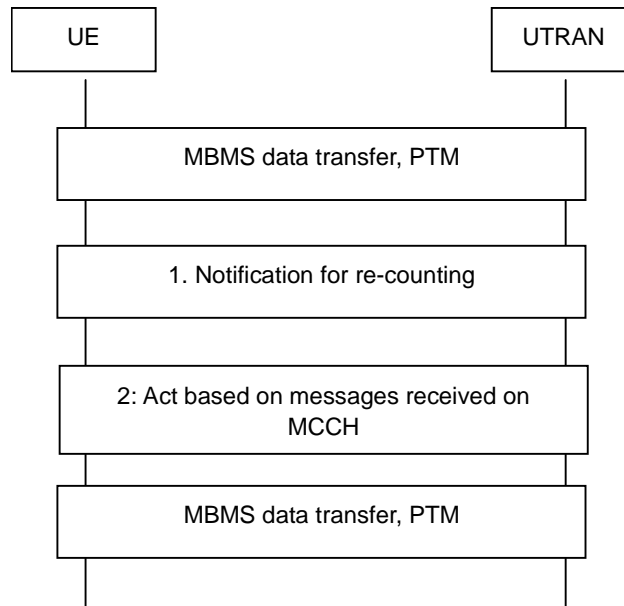 UE
UTRAN
MBMS data transfer, PTM
1. Notification for re-counting
2: Act based on messages received on
MCCH
MBMS data transfer, PTM